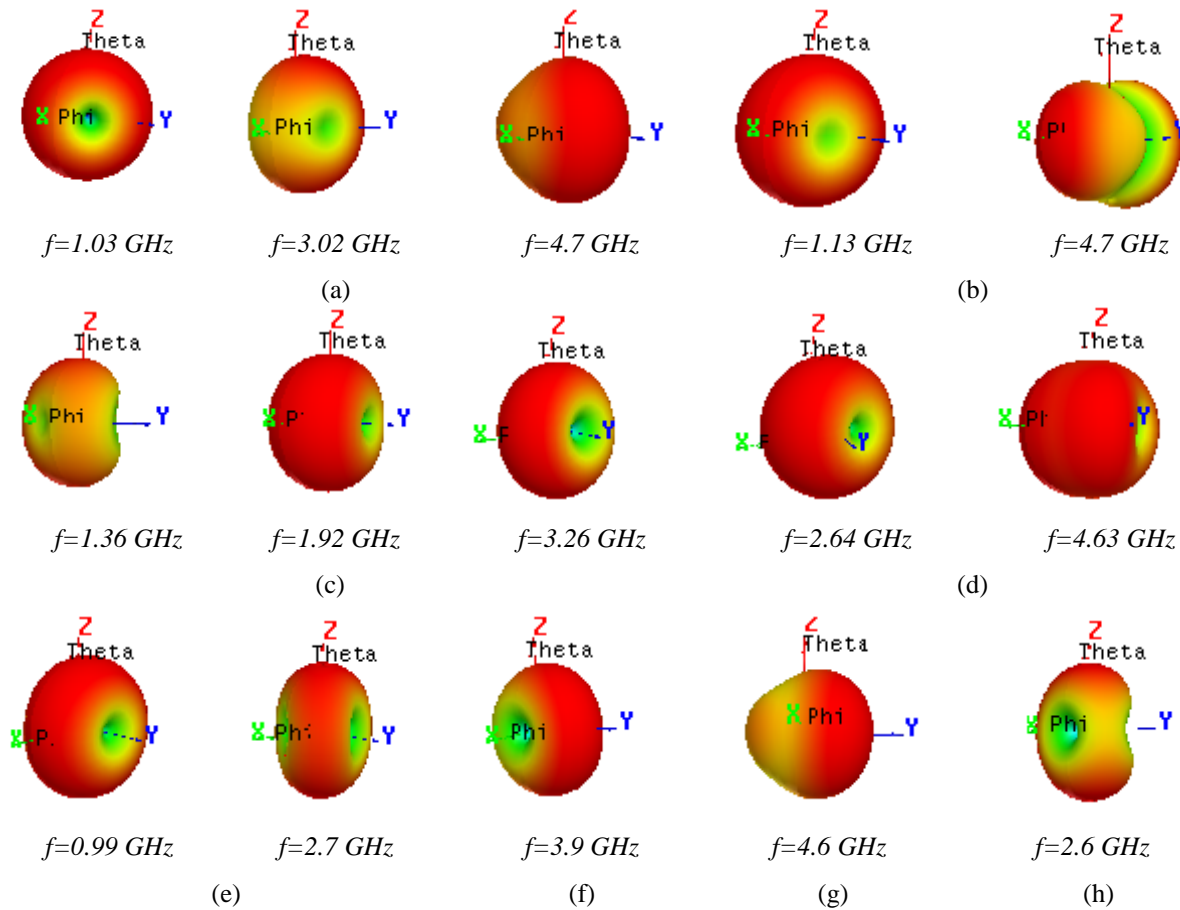 Z Z Z Z Z
Theta Theta Theta Theta Theta
X Phi Y X Phi Y X Phi Y X Phi Y X P Y
f=1.03 GHz f=3.02 GHz f=4.7 GHz f=1.13 GHz f=4.7 GHz
(a) (b)
Z Z Z Z Z
Theta Theta Theta Theta Theta
X Phi Y X P Y X Y X Y X Y
f=1.36 GHz f=1.92 GHz f=3.26 GHz f=2.64 GHz f=4.63 GHz
(c) (d)
Z Z Z Z Z
Theta Theta Theta Theta Theta
X P Y X Phi Y X Phi Y X Phi Y X Phi Y
f=0.99 GHz f=2.7 GHz f=3.9 GHz f=4.6 GHz f=2.6 GHz
(e) (f) (g) (h)